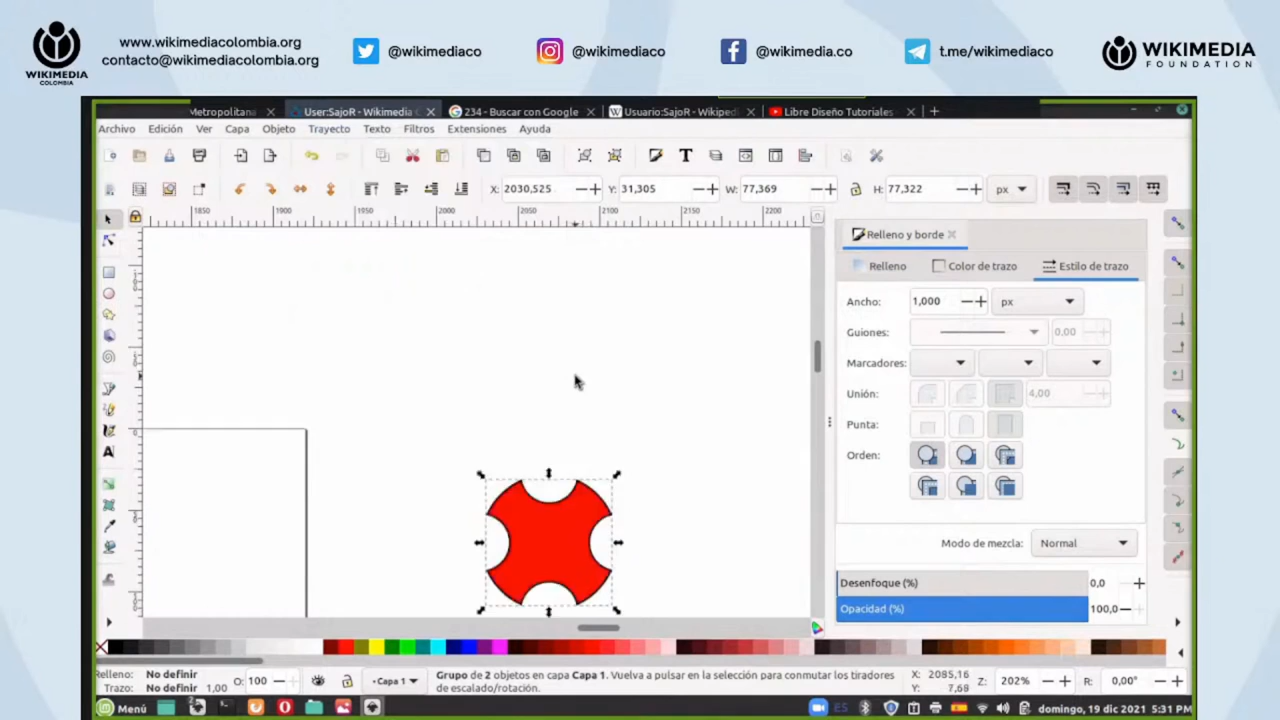 www.wikimediacolombia.org
contacto@wikimediacolombia.org
@wikimediaco
@wikimediaco
@wikimedia.co
t.me/wikimediaco
WIKIMEDIA
COLOMBIA
WIKIMEDIA
FOUNDATION
Metropolitana
User:SajoR - Wikimedia C
234 - Buscar con Google
Usuario:SajoR - Wikiped
Libre Diseño Tutoriales
Archivo Edición Ver Capa Objeto Trayecto Texto Filtros Extensiones Ayuda
X: 2030,525 Y: 31,305 W: 77,369 H: 77,322 px
1850 1900 1950 2000 2050 2100 2150 2200
Relleno y borde
Relleno Color de trazo Estilo de trazo
Ancho: 1,000 px
Guiones: 0,00
Marcadores:
Unión: 4,00
Punta:
Orden:
Modo de mezcla: Normal
Desenfoque (%) 0,0
Opacidad (%) 100,0
Relleno: No definir
Trazo: No definir 1,00
O: 100
Capa 1
Grupo de 2 objetos en capa Capa 1. Vuelva a pulsar en la selección para conmutar los tiradores
de escalado/rotación.
X: 2085,16
Y: 7,68
Z: 202%
R: 0,00°
Menú
ES
domingo, 19 dic 2021 5:31 PM